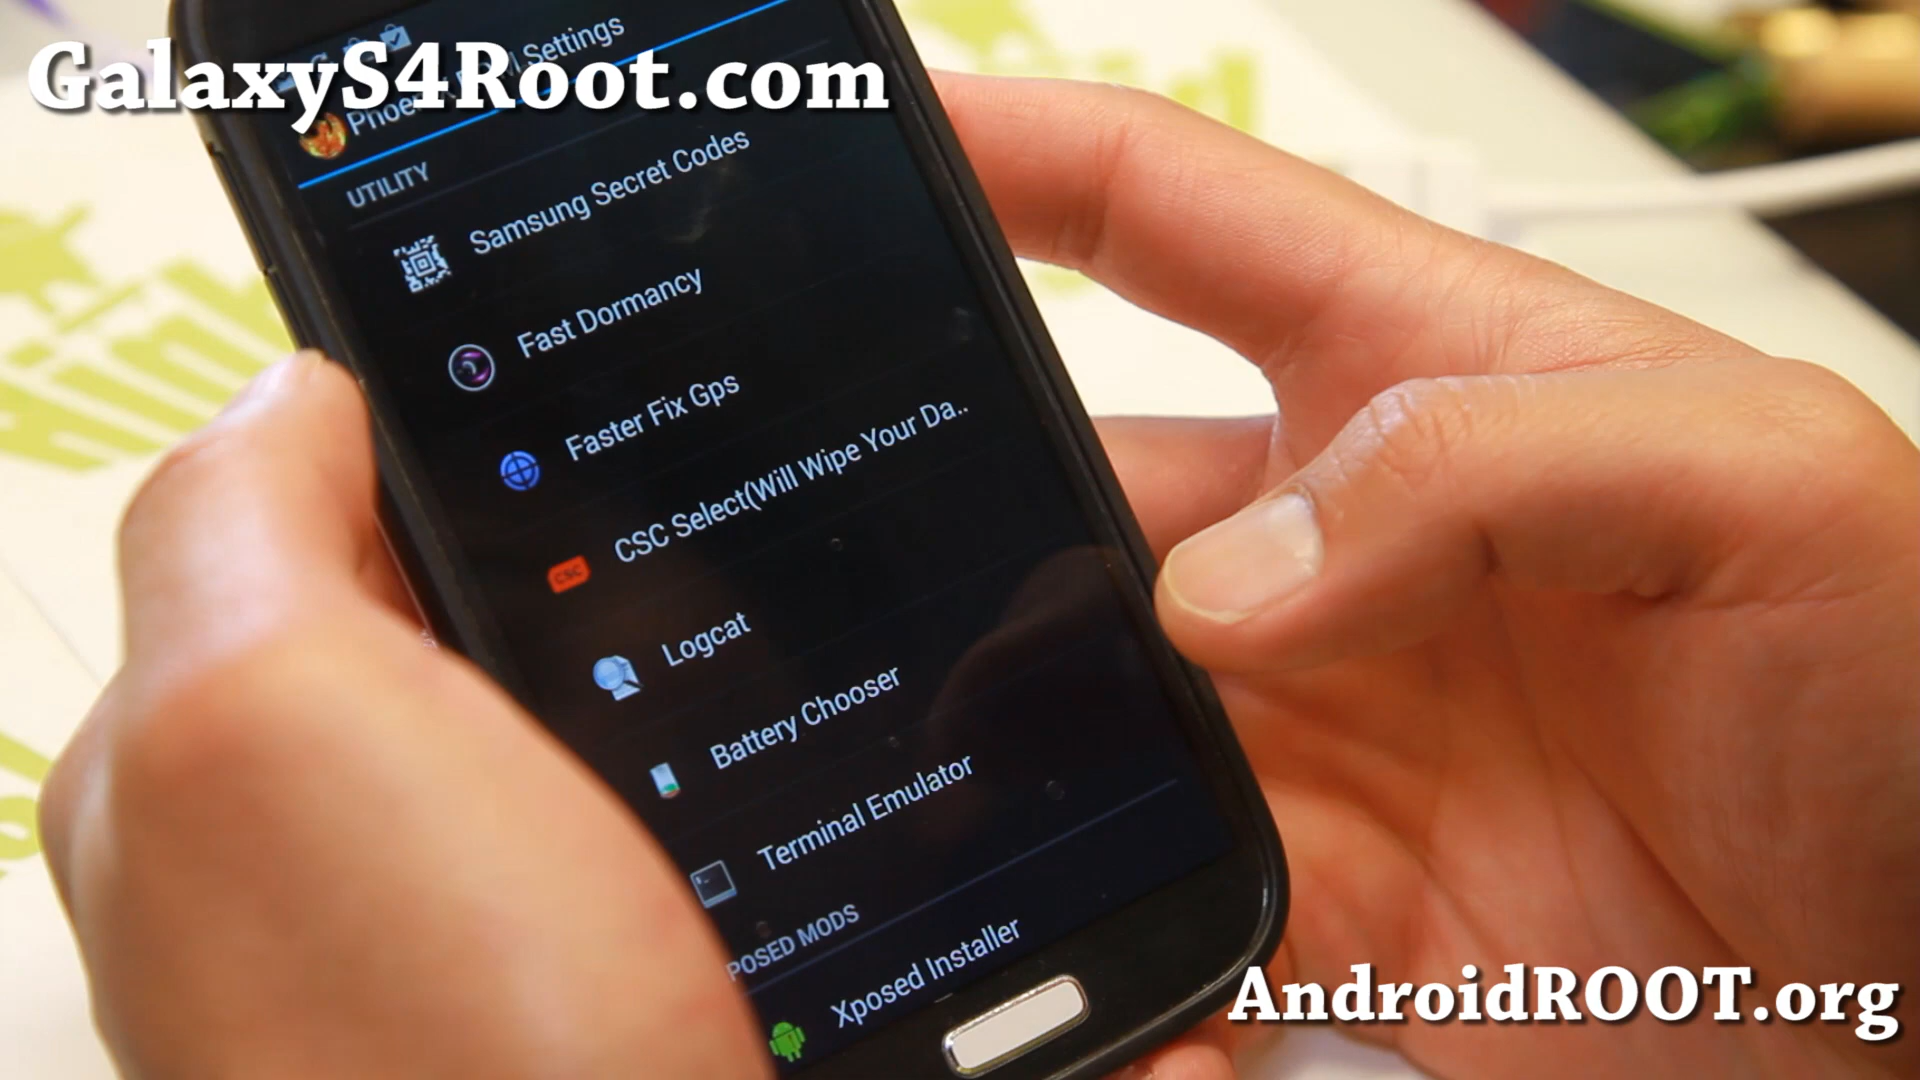 GalaxyS4Root.com
Settings
UTILITY
Samsung Secret Codes
Fast Dormancy
Faster Fix Gps
CSC Select(Will Wipe Your Da..
CSC
Logcat
Battery Chooser
Terminal Emulator
POSED MODS
Xposed Installer
AndroidROOT.org